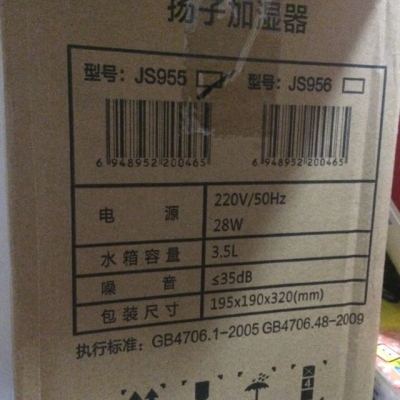 扬子加湿器
型号：JS955 型号：JS956
6 948952 200465 6 948952 200465
电源 220V/50Hz
28W
水箱容量 3.5L
噪音 ≤35dB
包装尺寸 195x190x320(mm)
执行标准：GB4706.1-2005 GB4706.48-2009
4